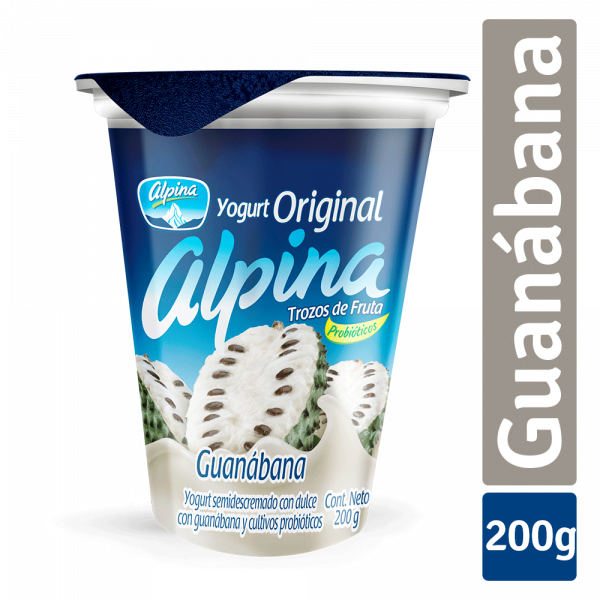 alpina
Yogurt Original
alpina
Trozos de Fruta
Probióticos
Guanábana
Yogurt semidescremado con dulce
con guanábana y cultivos probióticos
Cont. Neto
200 g
Guanábana
200g